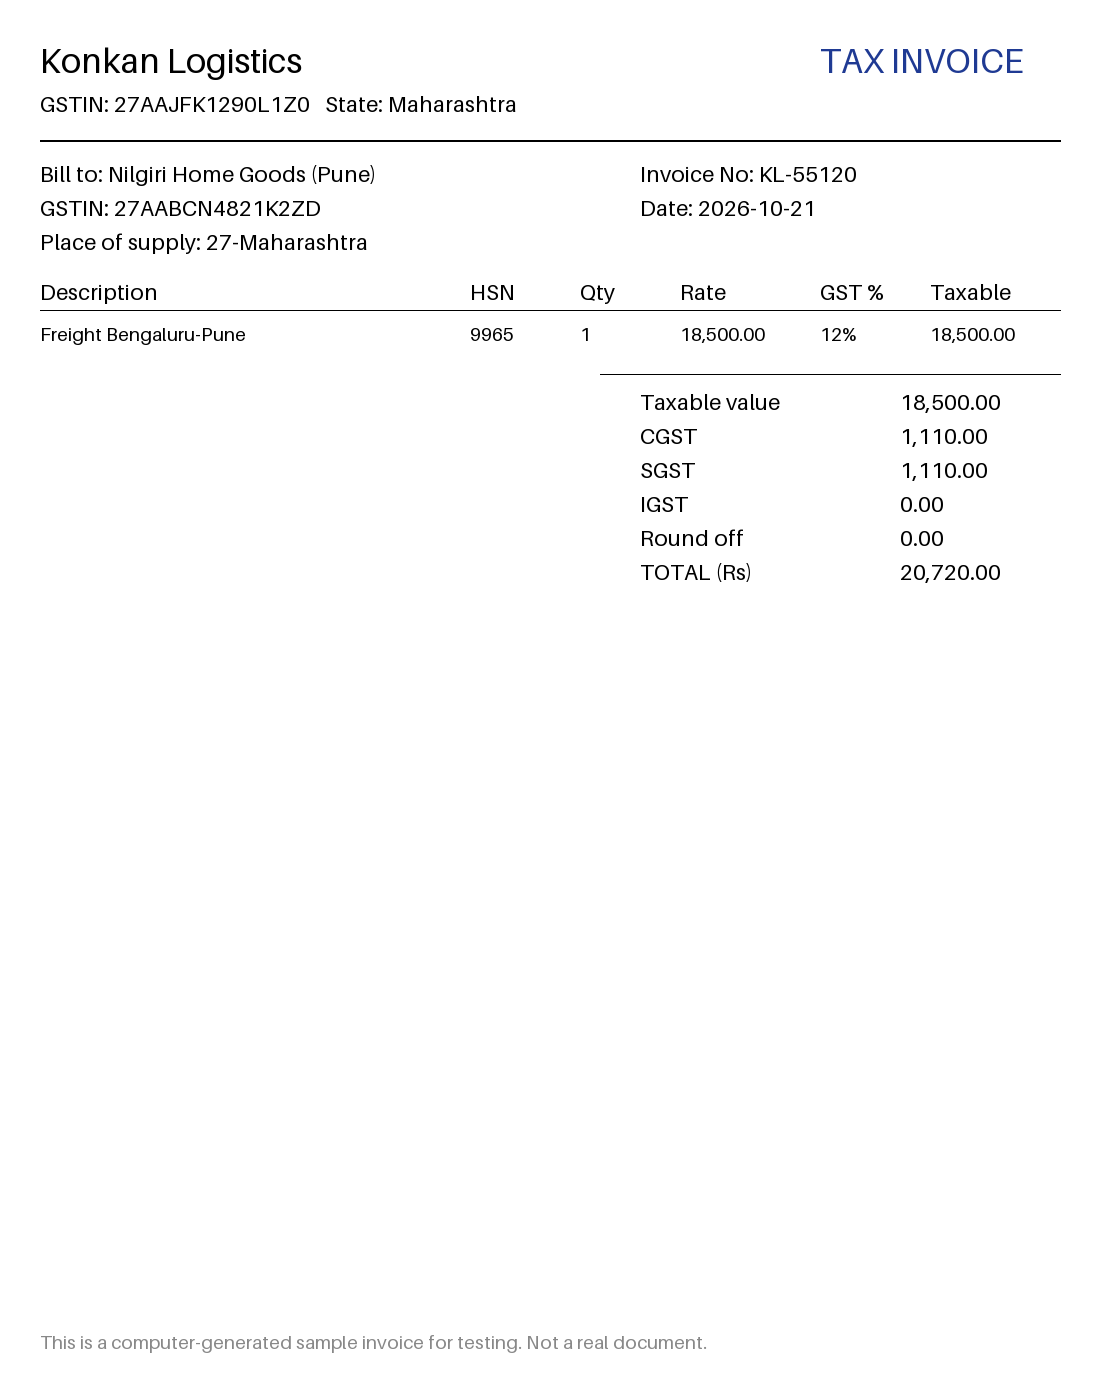 Konkan Logistics TAX INVOICE
GSTIN: 27AAJFK1290L1Z0 State: Maharashtra
Bill to: Nilgiri Home Goods (Pune) Invoice No: KL-55120
GSTIN: 27AABCN4821K2ZD Date: 2026-10-21
Place of supply: 27-Maharashtra
Description HSN Qty Rate GST % Taxable
Freight Bengaluru-Pune 9965 1 18,500.00 12% 18,500.00
Taxable value 18,500.00
CGST 1,110.00
SGST 1,110.00
IGST 0.00
Round off 0.00
TOTAL (Rs) 20,720.00
This is a computer-generated sample invoice for testing. Not a real document.